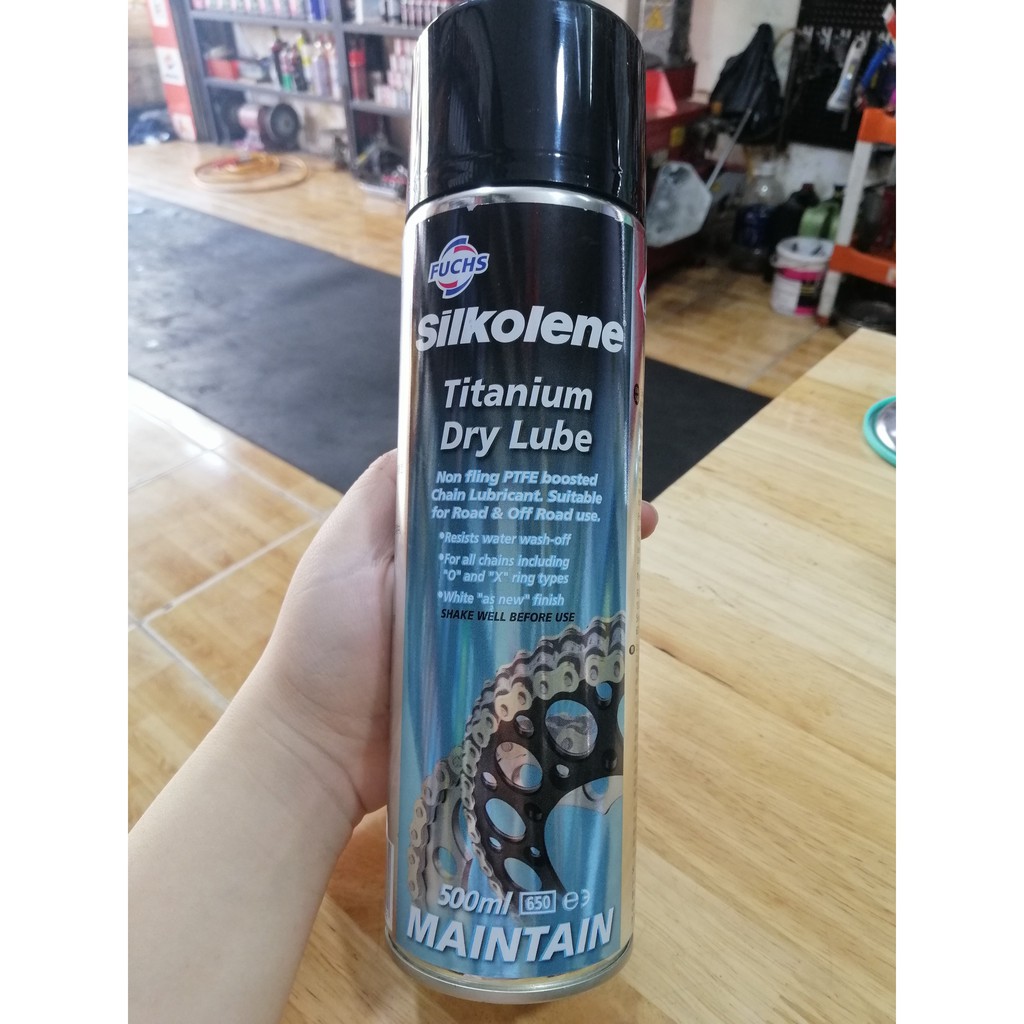 FUCHS
Silkolene
Titanium
Dry Lube
Non fling PTFE boosted
Chain Lubricant. Suitable
for Road & Off Road use.
•Resists water wash-off
•For all chains including
"O" and "X" ring types
•White "as new" finish
SHAKE WELL BEFORE USE
500ml 650 e
MAINTAIN